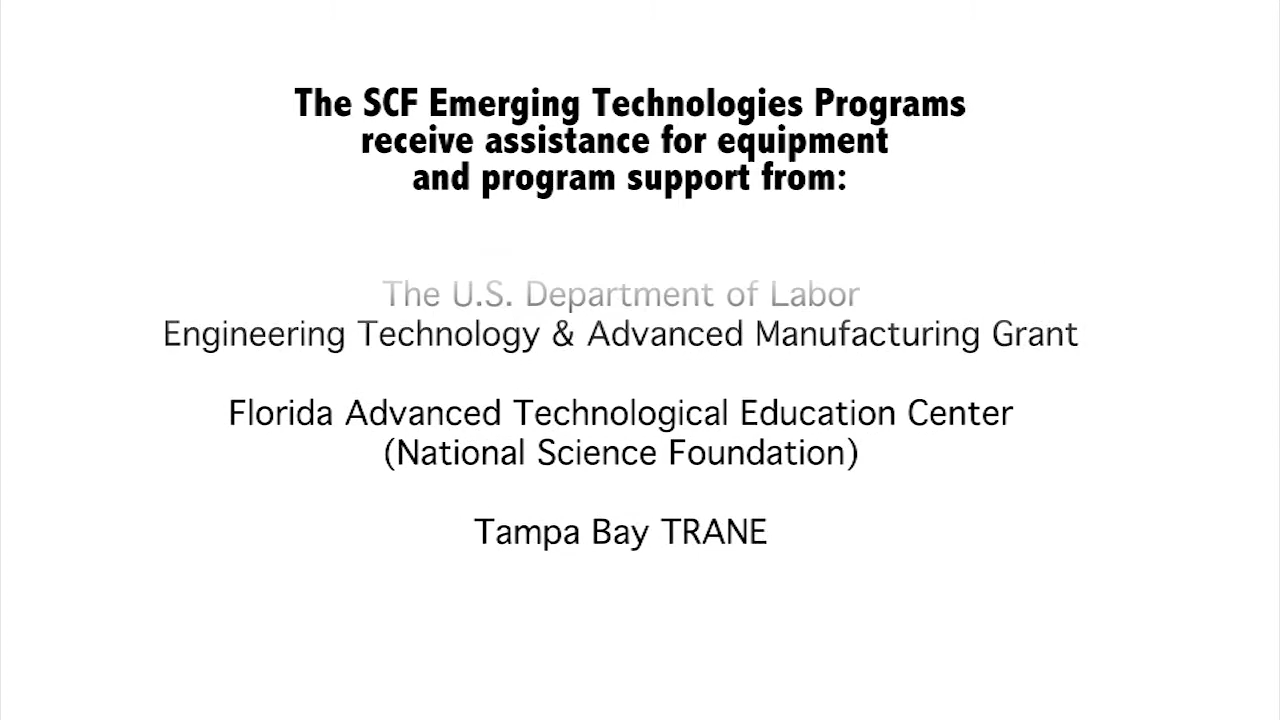 The SCF Emerging Technologies Programs
receive assistance for equipment
and program support from:
The U.S. Department of Labor
Engineering Technology & Advanced Manufacturing Grant
Florida Advanced Technological Education Center
(National Science Foundation)
Tampa Bay TRANE